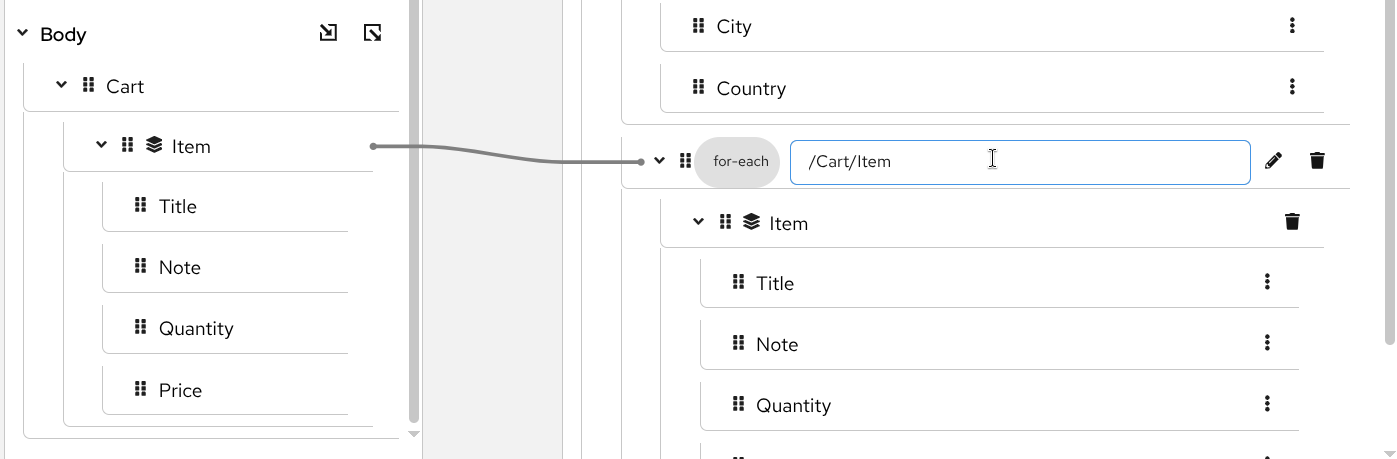 Body
Cart
Item
Title
Note
Quantity
Price
City
Country
for-each /Cart/Item
Item
Title
Note
Quantity